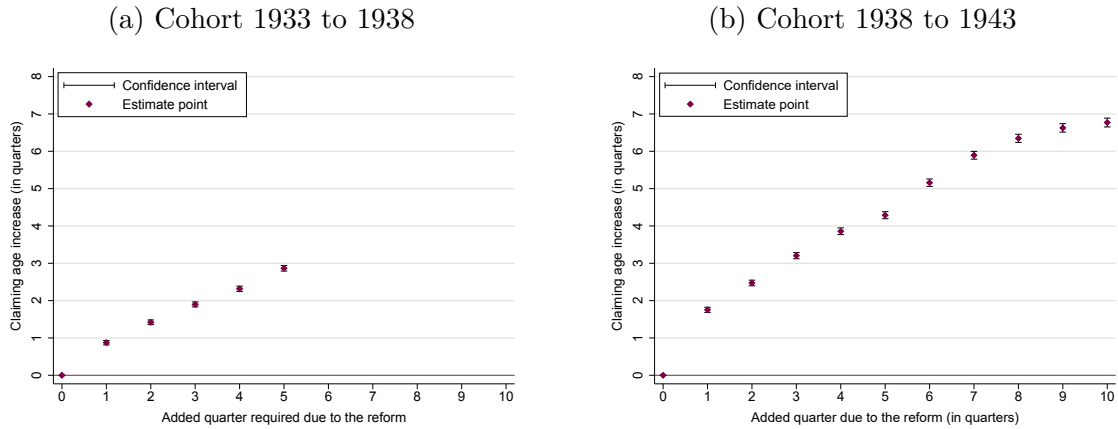 (a) Cohort 1933 to 1938
Claiming age increase (in quarters)
8
7
6
5
4
3
2
1
0
Confidence interval
Estimate point
0 1 2 3 4 5 6 7 8 9 10
Added quarter required due to the reform
(b) Cohort 1938 to 1943
Claiming age increase (in quarters)
8
7
6
5
4
3
2
1
0
Confidence interval
Estimate point
0 1 2 3 4 5 6 7 8 9 10
Added quarter due to the reform (in quarters)